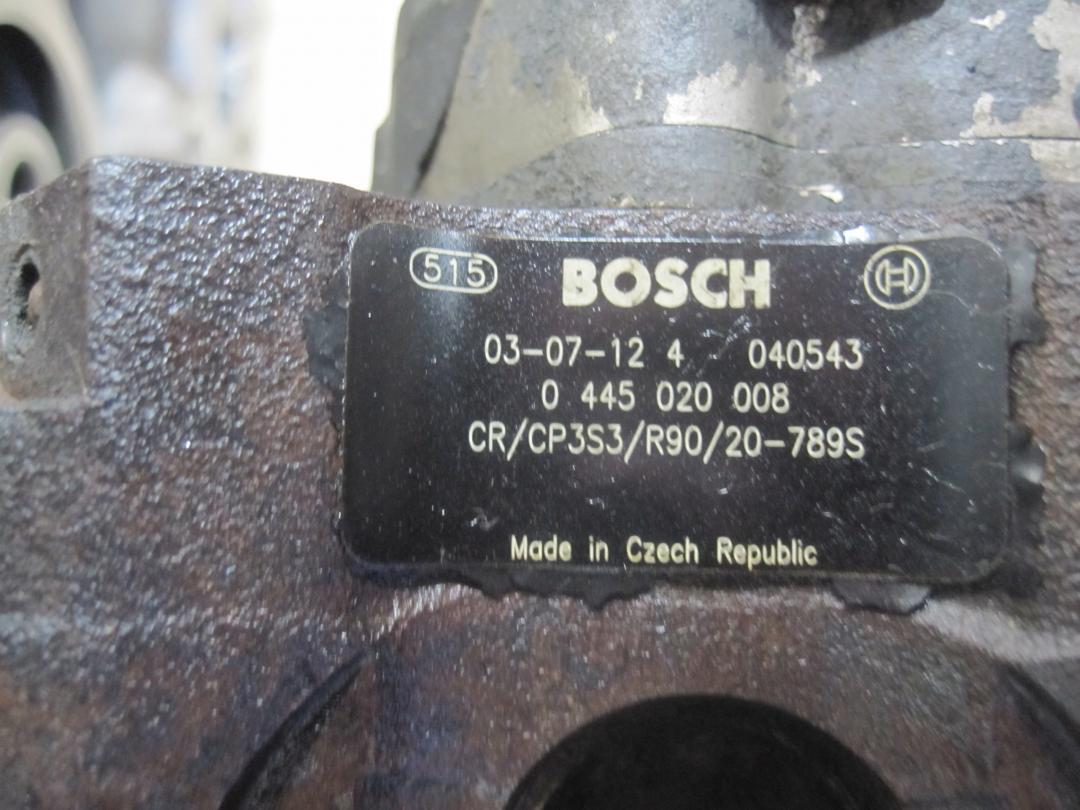 515 BOSCH
03-07-12 4 040543
0 445 020 008
CR/CP3S3/R90/20-789S
Made in Czech Republic